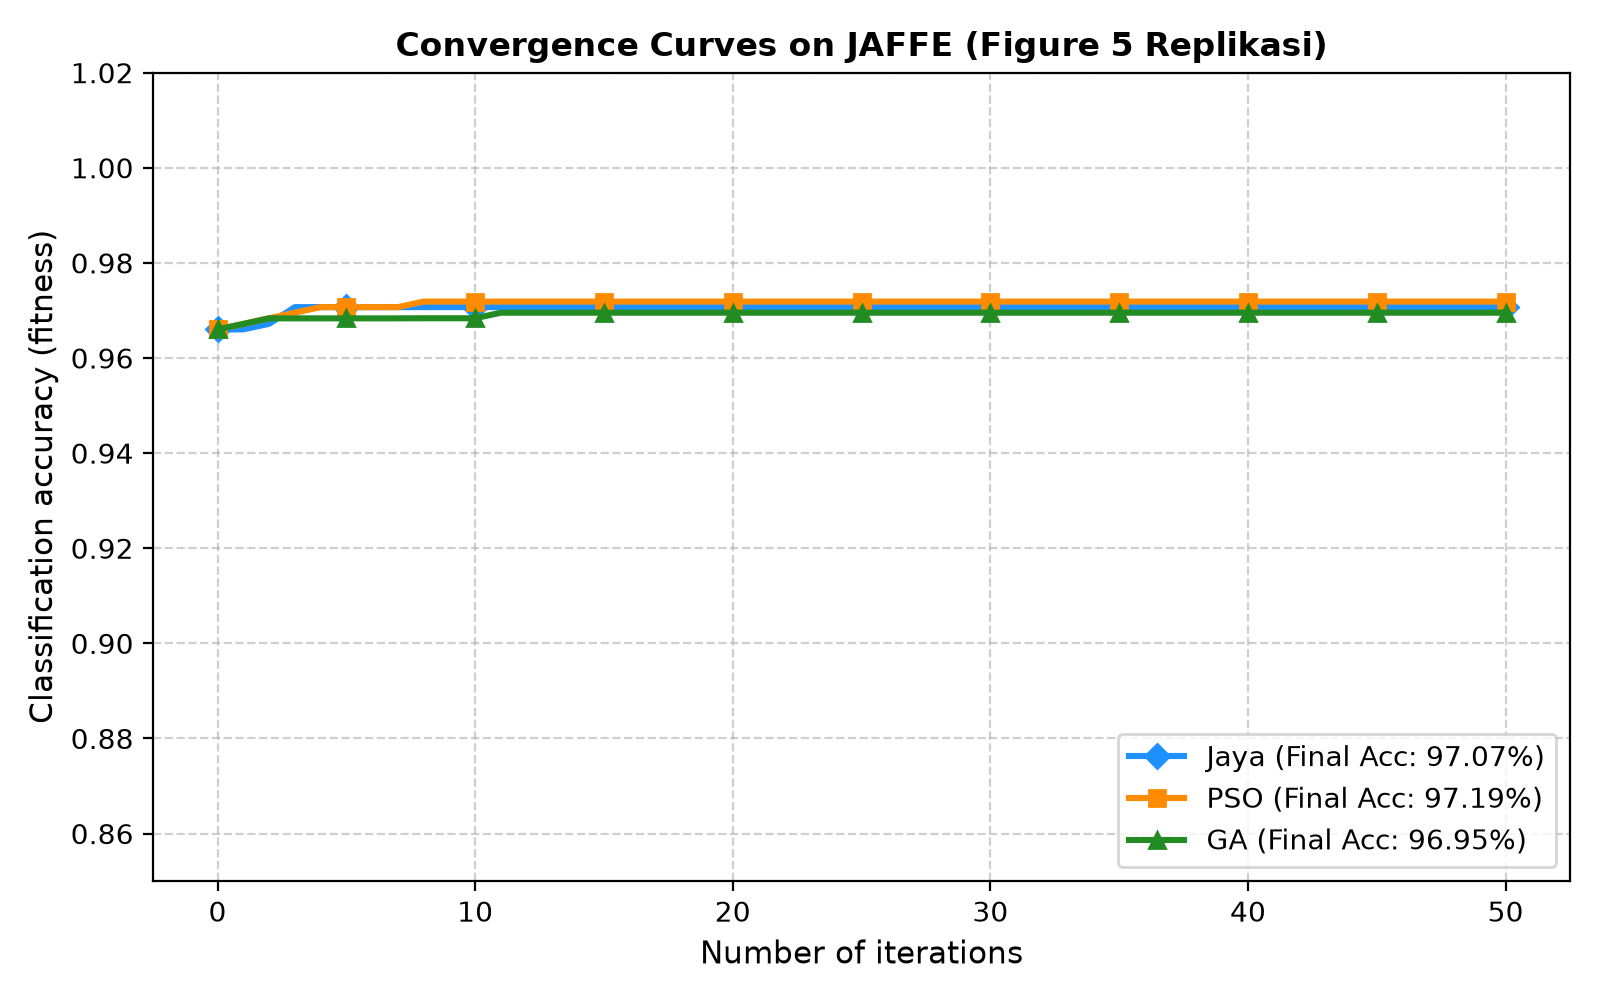 Convergence Curves on JAFFE (Figure 5 Replikasi)
1.02
1.00
0.98
0.96
0.94
0.92
0.90
0.88
0.86
Classification accuracy (fitness)
0 10 20 30 40 50
Number of iterations
Jaya (Final Acc: 97.07%)
PSO (Final Acc: 97.19%)
GA (Final Acc: 96.95%)